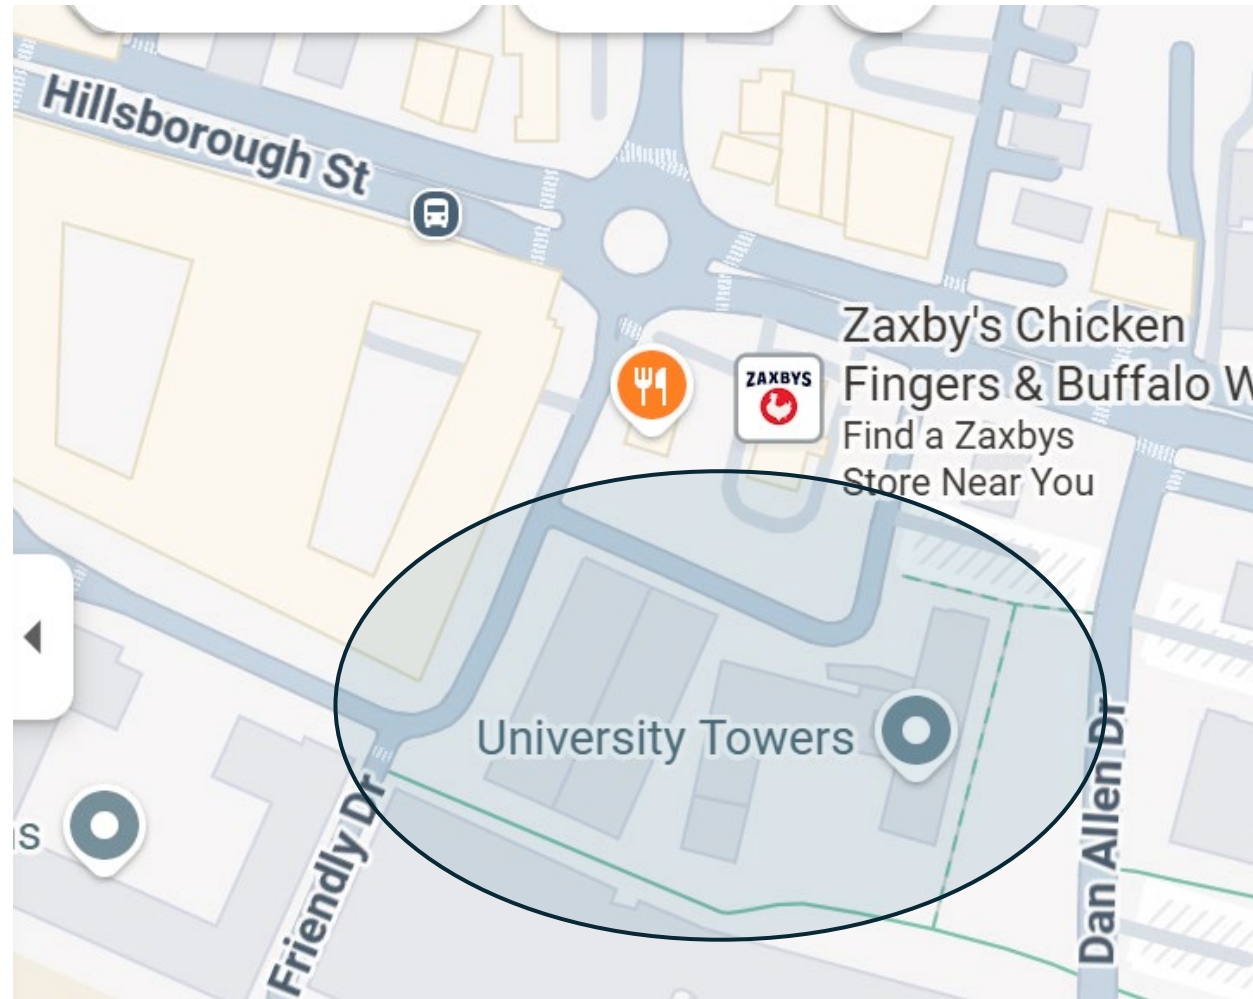 Hillsborough St
ZAXBYS
Zaxby's Chicken
Fingers & Buffalo W
Find a Zaxbys
Store Near You
University Towers
s
Friendly Dr
Dan Allen Dr